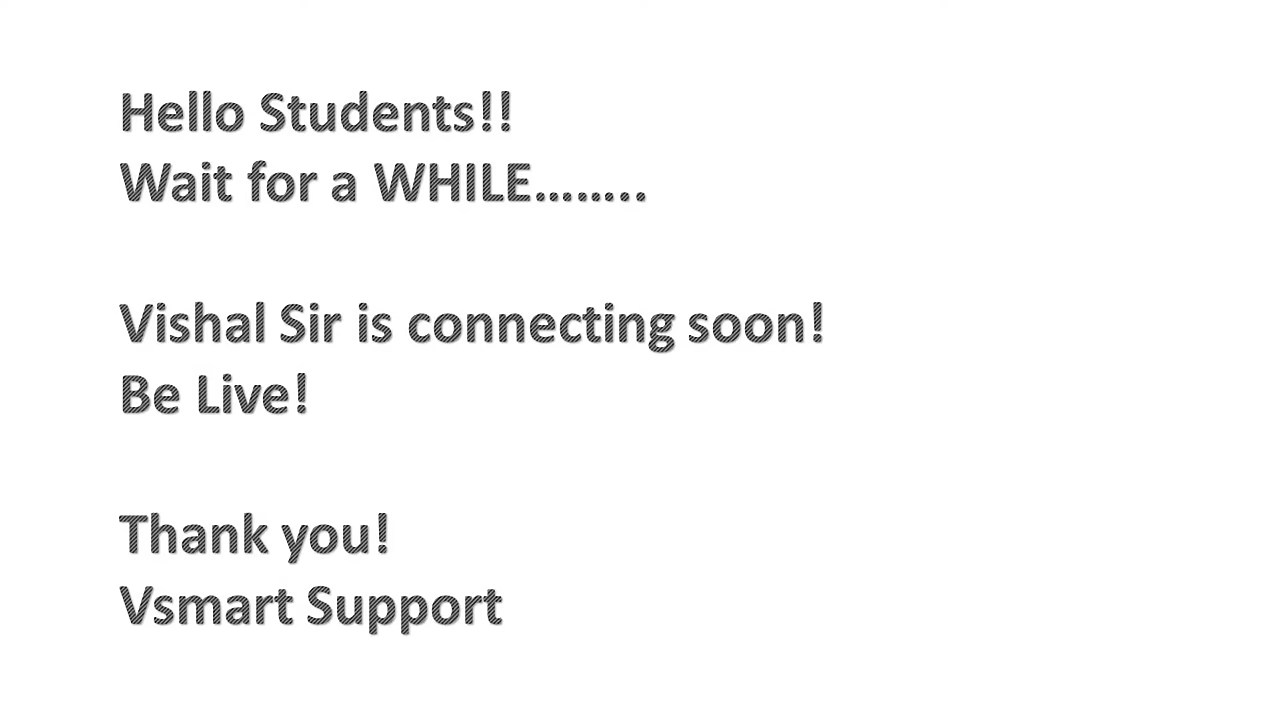 Hello Students!!
Wait for a WHILE........
Vishal Sir is connecting soon!
Be Live!
Thank you!
Vsmart Support